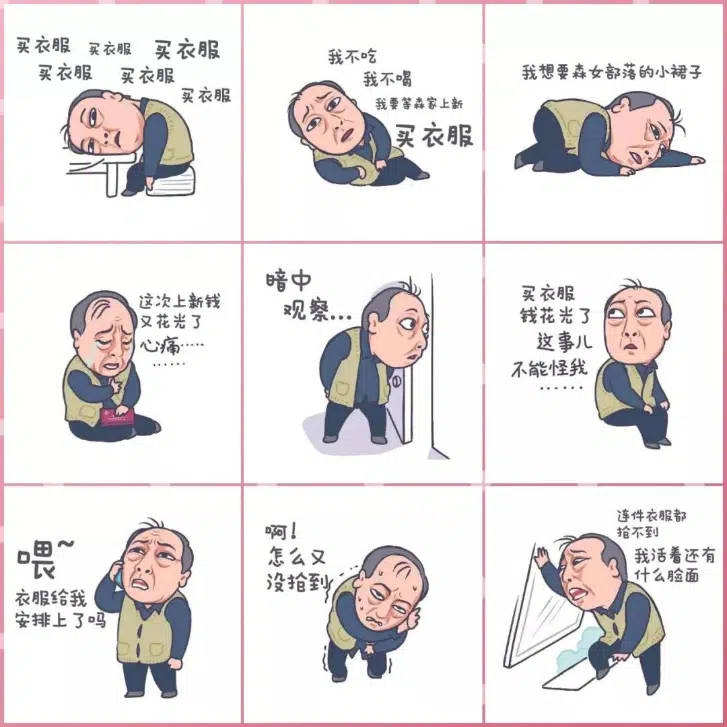 买衣服 买衣服 买衣服
买衣服 买衣服
买衣服
我不吃
我不喝
我要等森家上新
买衣服
我想要森女部落的小裙子
这次上新钱
又花光了
心痛……
……
暗中
观察...
买衣服
钱花光了
这事儿
不能怪我
……
喂~
衣服给我
安排上了吗
啊!
怎么又
没抢到
连件衣服都
抢不到
我活着还有
什么脸面